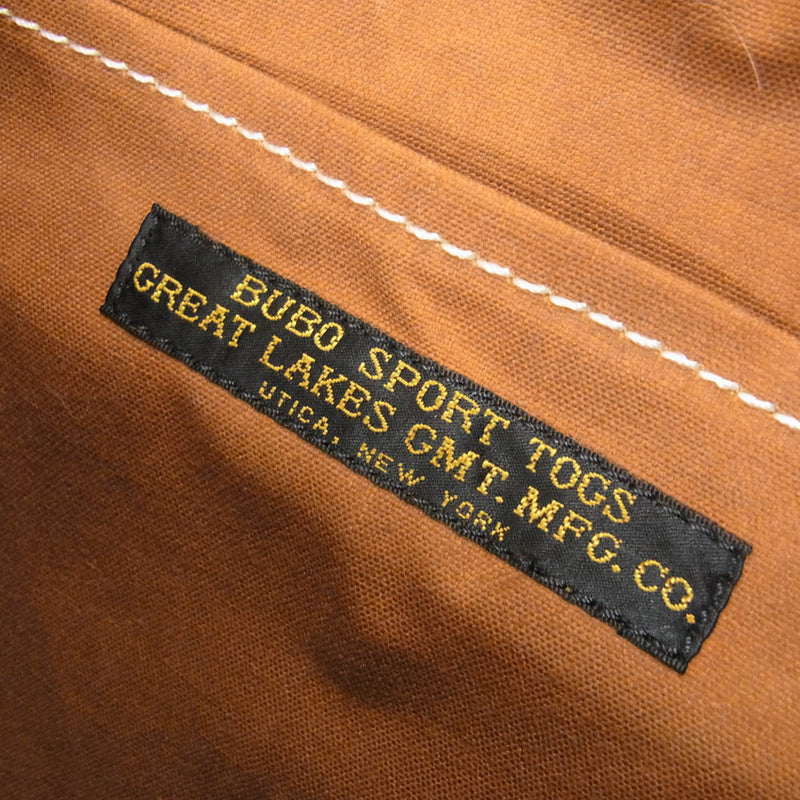 BUBO SPORT TOGS
GREAT LAKES GMT. MFG. CO.
UTICA, NEW YORK